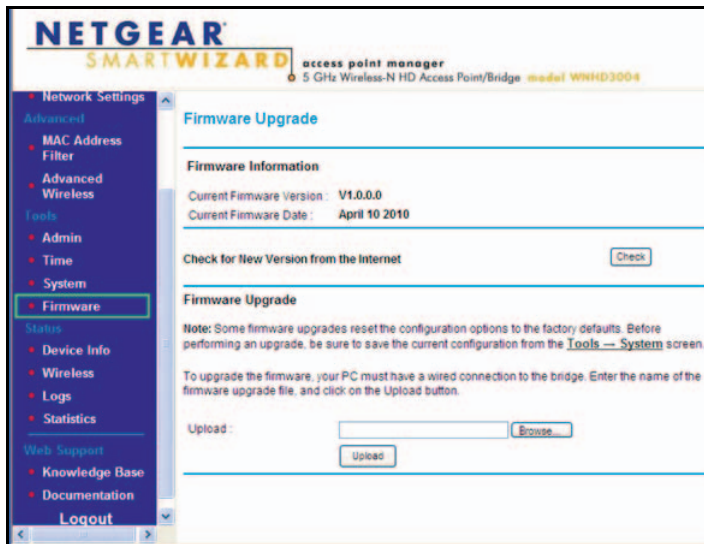 NETGEAR
SMARTWIZARD
access point manager
5 GHz Wireless-N HD Access Point/Bridge model WNHD3004
Network Settings
Advanced
MAC Address
Filter
Advanced
Wireless
Tools
Admin
Time
System
Firmware
Status
Device Info
Wireless
Logs
Statistics
Web Support
Knowledge Base
Documentation
Logout
Firmware Upgrade
Firmware Information
Current Firmware Version : V1.0.0.0
Current Firmware Date : April 10 2010
Check for New Version from the Internet Check
Firmware Upgrade
Note: Some firmware upgrades reset the configuration options to the factory defaults. Before
performing an upgrade, be sure to save the current configuration from the Tools → System screen.
To upgrade the firmware, your PC must have a wired connection to the bridge. Enter the name of the
firmware upgrade file, and click on the Upload button.
Upload : Browse...
Upload